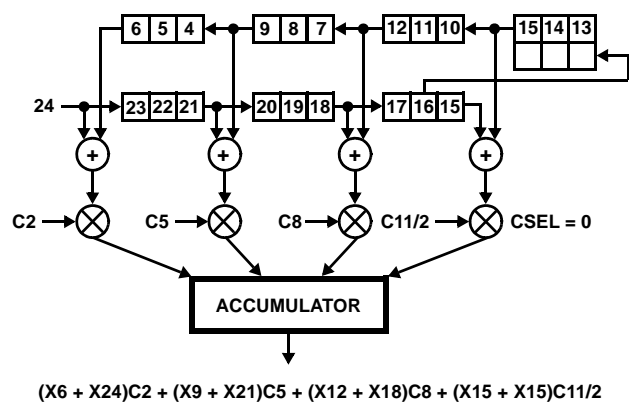 6 5 4 9 8 7 12 11 10 15 14 13
24 23 22 21 20 19 18 17 16 15
+ + + +
C2 C5 C8 C11/2 CSEL = 0
ACCUMULATOR
(X6 + X24)C2 + (X9 + X21)C5 + (X12 + X18)C8 + (X15 + X15)C11/2